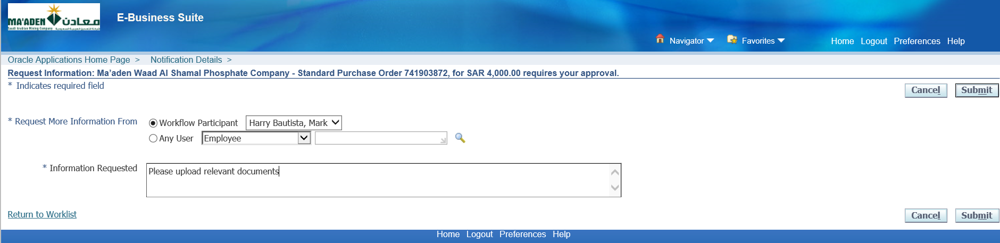 MA'ADEN معادن
Saudi Arabian Mining Company
E-Business Suite
Navigator Favorites Home Logout Preferences Help
Oracle Applications Home Page > Notification Details >
Request Information: Ma’aden Waad Al Shamal Phosphate Company - Standard Purchase Order 741903872, for SAR 4,000.00 requires your approval.
* Indicates required field
Cancel Submit
* Request More Information From Workflow Participant Harry Bautista, Mark
Any User Employee
* Information Requested Please upload relevant documents
Return to Worklist Cancel Submit
Home Logout Preferences Help